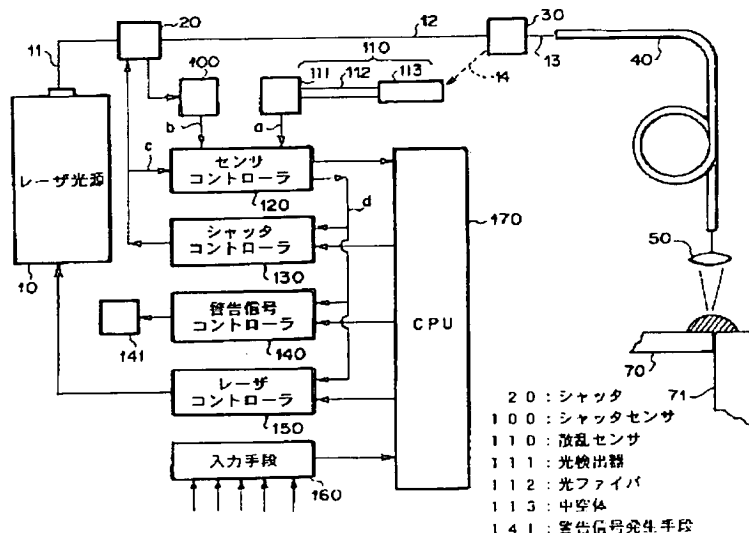 20
12
30
11
110
13
40
100
111
112
113
14
b
a
c
センサ
コントローラ
レーザ光源
120
d
170
シャッタ
コントローラ
50
10
130
警告信号
コントローラ
CPU
141
140
70
71
レーザ
コントローラ
150
20:シャッタ
100:シャッタセンサ
入力手段
110:散乱センサ
160
111:光検出器
112:光ファイバ
113:中空体
141:警告信号発生手段